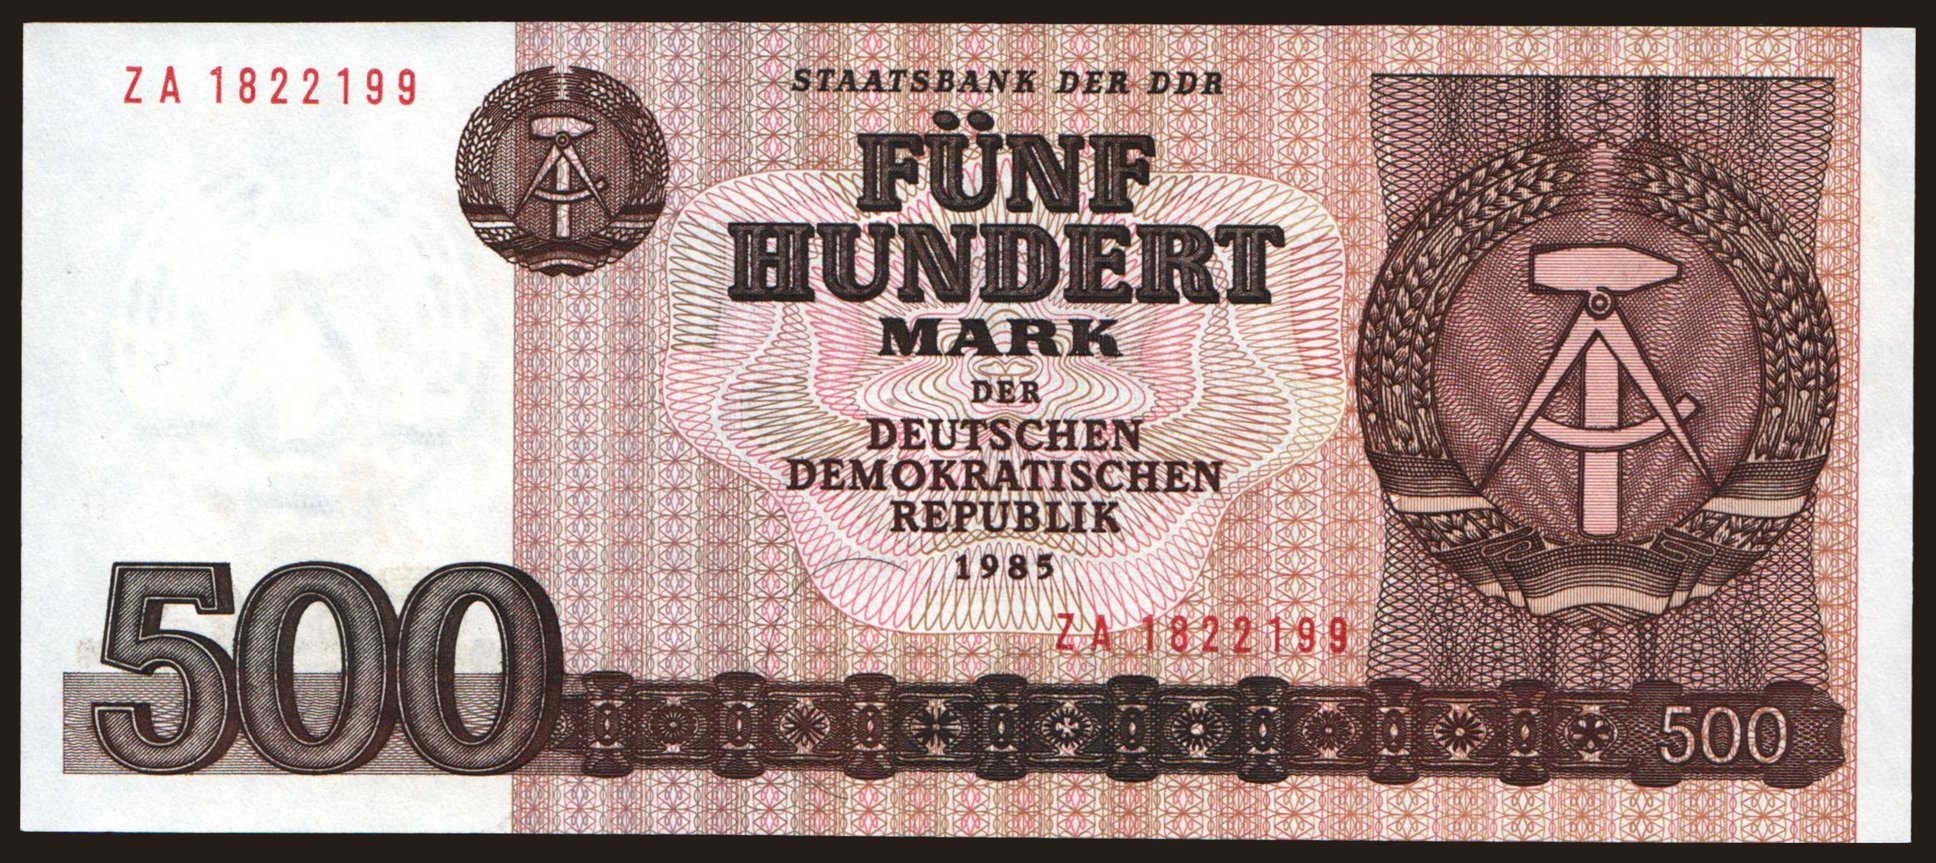 ZA 1822199
STAATSBANK DER DDR
FÜNF
HUNDERT
MARK
DER
DEUTSCHEN
DEMOKRATISCHEN
REPUBLIK
1985
ZA 1822199
500
500